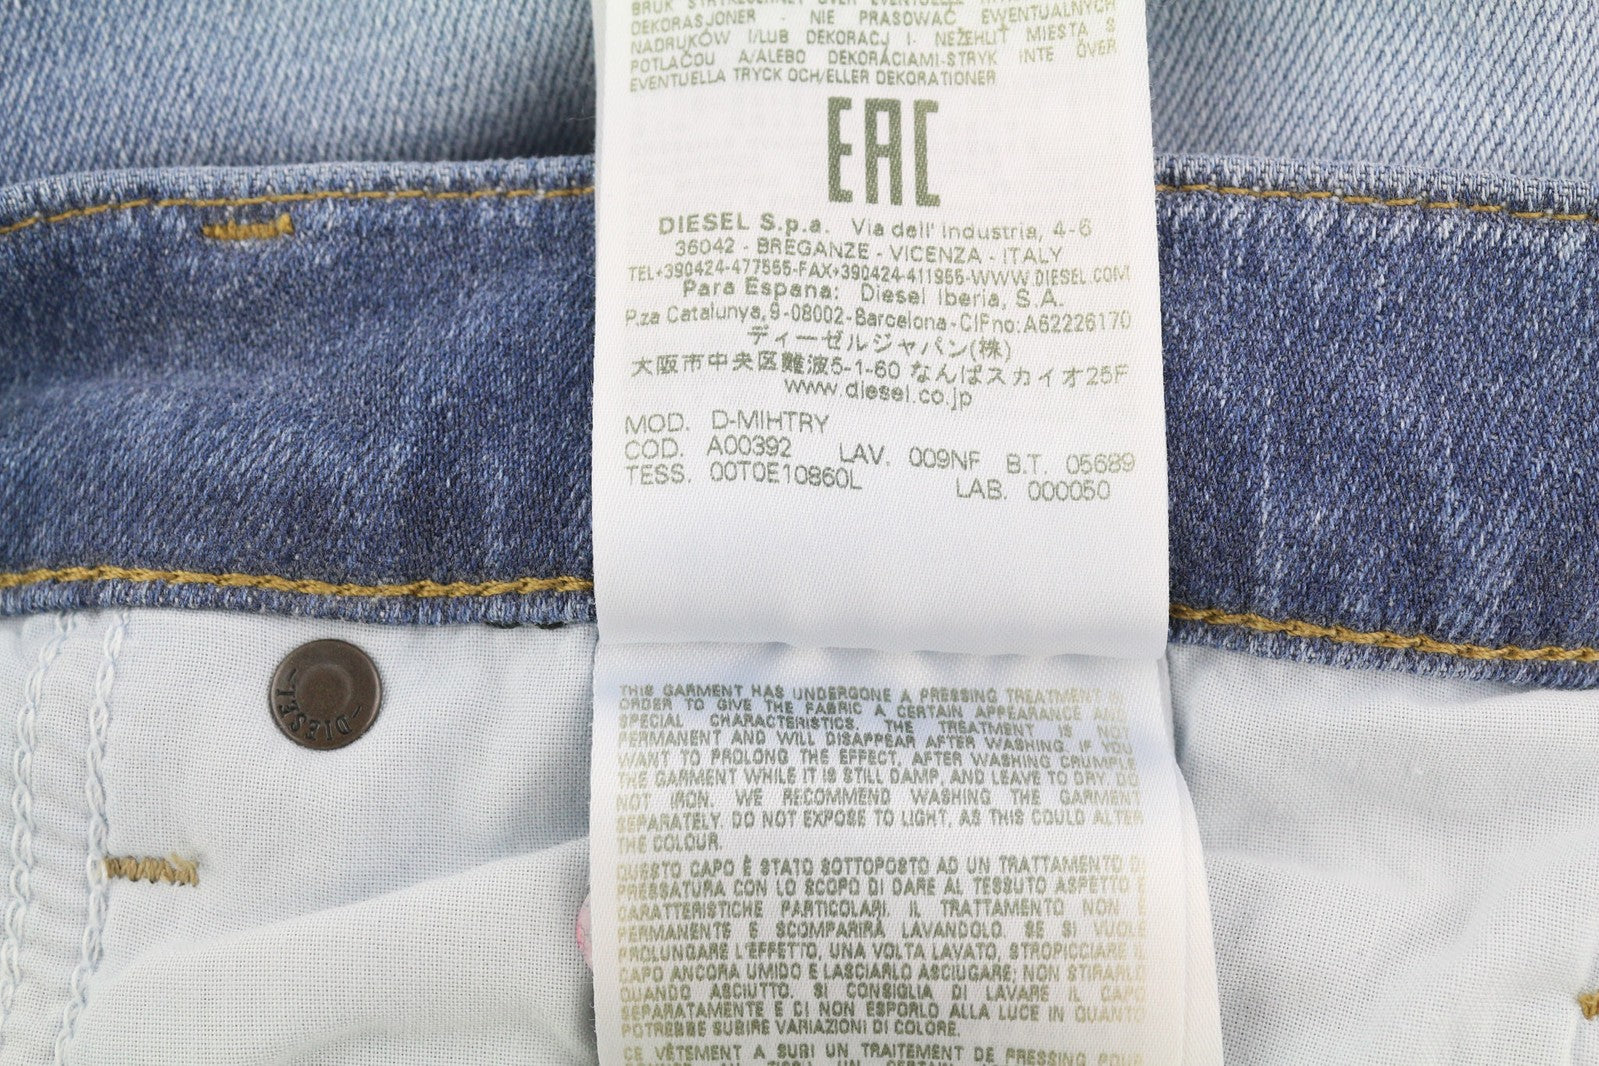 DEKORASJONER - NIE PRASOWAĆ EWENTUALNYCH
NADRUKÓW I/LUB DEKORACJ I- NEŻEHLIŤ MIESTA S
POTLAČOU A/ALEBO DEKORÁCIAMI-STRYK INTE ÖVER
EVENTUELLA TRYCK OCH/ELLER DEKORATIONER
EAC
DIESEL S.p.a. Via dell' Industria, 4-6
36042 - BREGANZE - VICENZA - ITALY
TEL+390424-477555-FAX+390424-411955-WWW.DIESEL.COM
Para Espana: Diesel Iberia, S.A.
P.za Catalunya, 9-08002-Barcelona-CIFno:A62226170
ディーゼルジャパン(株)
大阪市中央区難波5-1-60 なんばスカイオ25F
www.diesel.co.jp
MOD. D-MIHTRY
COD. A00392 LAV. 009NF B.T. 05689
TESS. 00T0E10860L LAB. 000050
-DIESEL-
THIS GARMENT HAS UNDERGONE A PRESSING TREATMENT IN
ORDER TO GIVE THE FABRIC A CERTAIN APPEARANCE AND
SPECIAL CHARACTERISTICS. THE TREATMENT IS NOT
PERMANENT AND WILL DISAPPEAR AFTER WASHING. IF YOU
WANT TO PROLONG THE EFFECT, AFTER WASHING CRUMPLE
THE GARMENT WHILE IT IS STILL DAMP, AND LEAVE TO DRY. DO
NOT IRON. WE RECOMMEND WASHING THE GARMENT
SEPARATELY. DO NOT EXPOSE TO LIGHT, AS THIS COULD ALTER
THE COLOUR.
QUESTO CAPO È STATO SOTTOPOSTO AD UN TRATTAMENTO DI
PRESSATURA CON LO SCOPO DI DARE AL TESSUTO ASPETTO E
CARATTERISTICHE PARTICOLARI. IL TRATTAMENTO NON È
PERMANENTE E SCOMPARIRÀ LAVANDOLO. SE SI VUOLE
PROLUNGARE L'EFFETTO, UNA VOLTA LAVATO, STROPICCIARE IL
CAPO ANCORA UMIDO E LASCIARLO ASCIUGARE; NON STIRARLO
QUANDO ASCIUTTO. SI CONSIGLIA DI LAVARE IL CAPO
SEPARATAMENTE E DI NON ESPORLO ALLA LUCE IN QUANTO
POTREBBE SUBIRE VARIAZIONI DI COLORE.
CE VÊTEMENT A SUBI UN TRAITEMENT DE PRESSING POUR